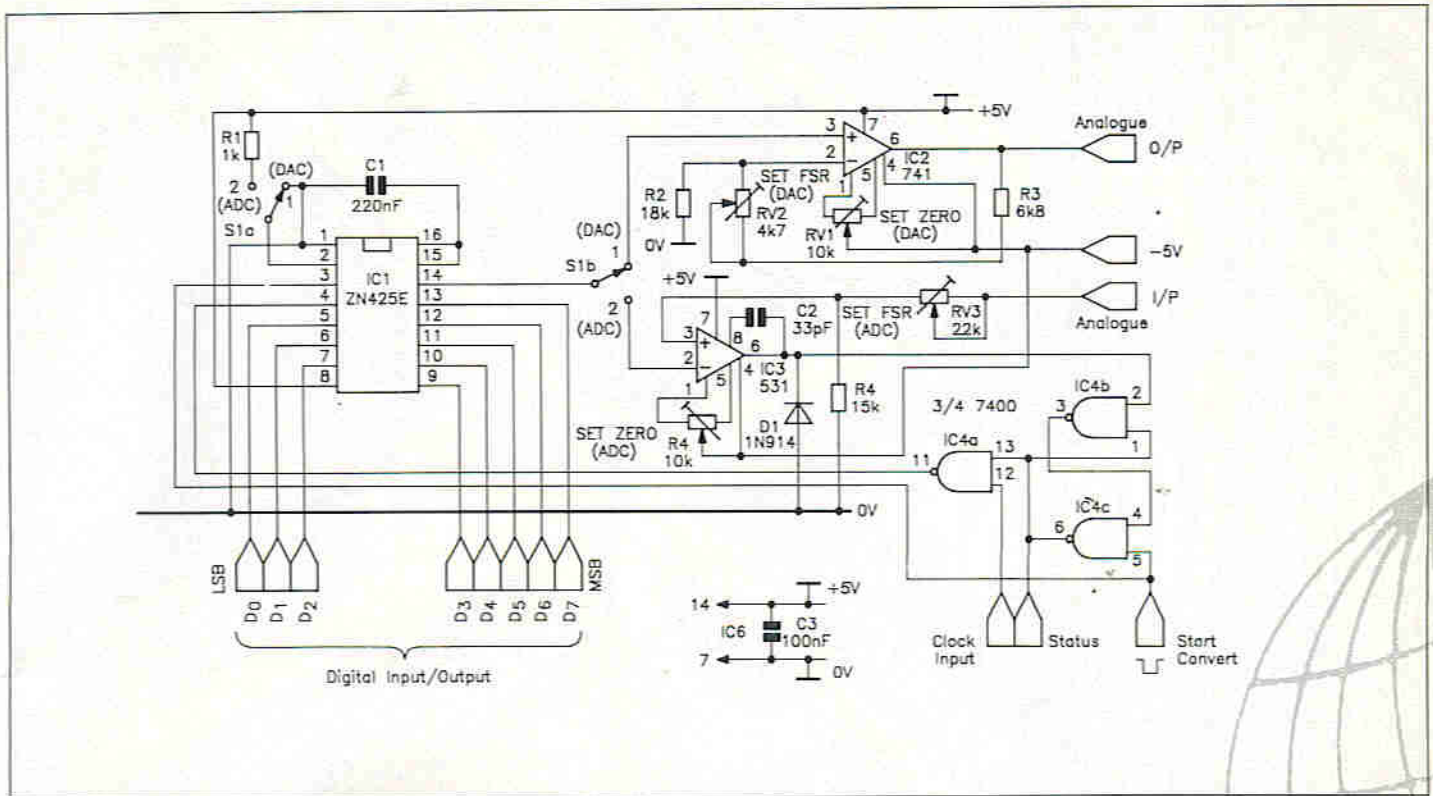 +5V
R1
1k
2
(ADC)
S1a
(DAC)
1
C1
220nF
1
2
3
4
5
6
7
8
16
15
14
13
12
11
10
9
IC1
ZN425E
(DAC)
1
S1b
2
(ADC)
R2
18k
0V
SET FSR
(DAC)
RV2
4k7
3
+
2
−
7
6
IC2
741
1
5
4
RV1
10k
SET ZERO
(DAC)
R3
6k8
Analogue
O/P
-5V
I/P
Analogue
SET FSR
(ADC)
RV3
22k
+5V
7
3
+
2
−
8
6
C2
33pF
IC3
531
1
5
4
SET ZERO
(ADC)
R4
10k
D1
1N914
R4
15k
3/4 7400
IC4b
3
2
1
IC4a
11
13
12
IC4c
6
4
5
0V
LSB
D0
D1
D2
D3
D4
D5
D6
D7
MSB
Digital Input/Output
14
+5V
IC6
C3
100nF
7
0V
Clock
Input
Status
Start
Convert